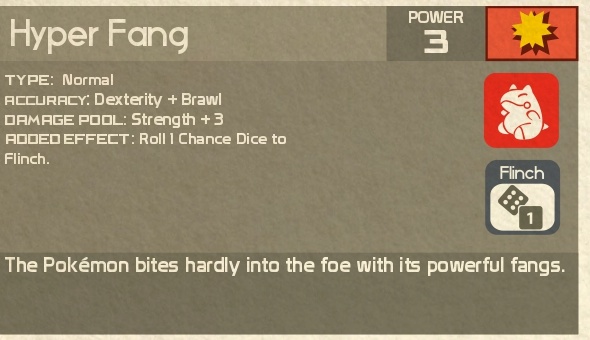 Hyper Fang
POWER
3
TYPE: Normal
ACCURACY: Dexterity + Brawl
DAMAGE POOL: Strength + 3
ADDED EFFECT: Roll 1 Chance Dice to
Flinch.
Flinch
1
The Pokémon bites hardly into the foe with its powerful fangs.